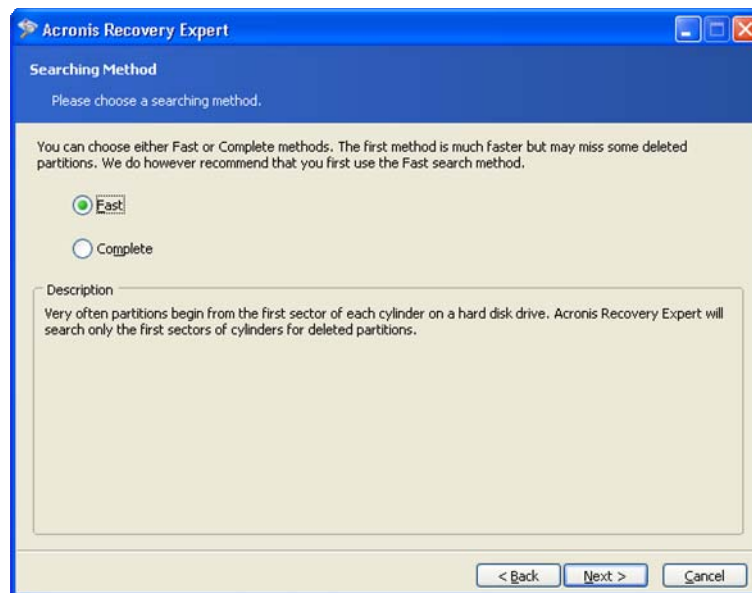 Acronis Recovery Expert
Searching Method
Please choose a searching method.
You can choose either Fast or Complete methods. The first method is much faster but may miss some deleted
partitions. We do however recommend that you first use the Fast search method.
Fast
Complete
Description
Very often partitions begin from the first sector of each cylinder on a hard disk drive. Acronis Recovery Expert will
search only the first sectors of cylinders for deleted partitions.
< Back
Next >
Cancel